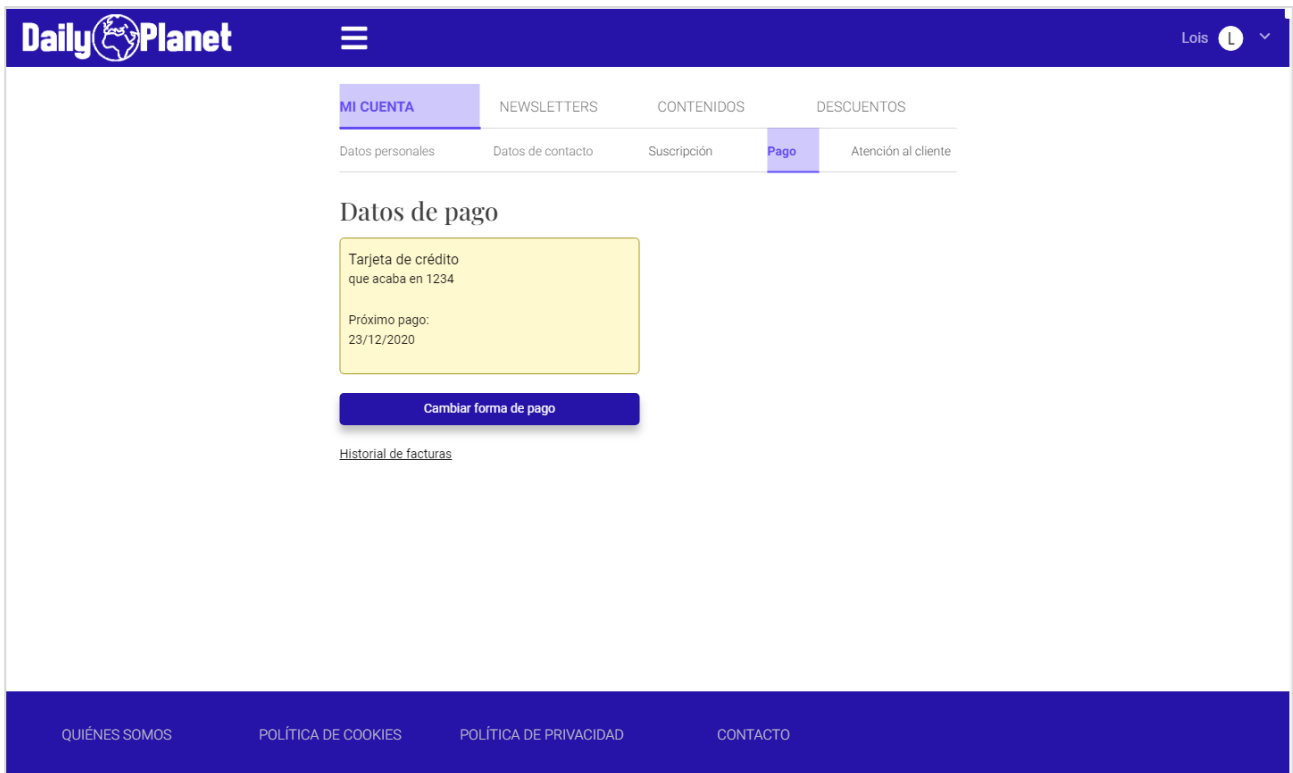 Daily Planet
Lois L
MI CUENTA NEWSLETTERS CONTENIDOS DESCUENTOS
Datos personales Datos de contacto Suscripción Pago Atención al cliente
Datos de pago
Tarjeta de crédito
que acaba en 1234
Próximo pago:
23/12/2020
Cambiar forma de pago
Historial de facturas
QUIÉNES SOMOS POLÍTICA DE COOKIES POLÍTICA DE PRIVACIDAD CONTACTO